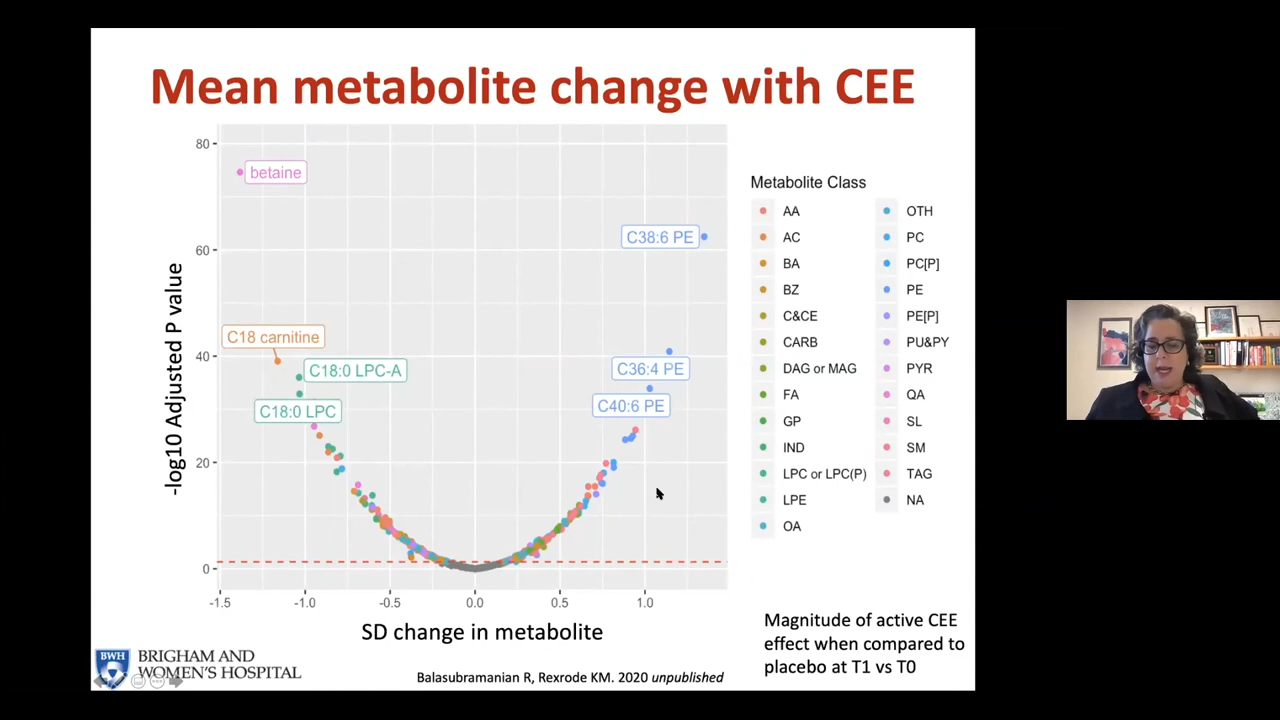 Mean metabolite change with CEE
80
60
40
20
0
-log10 Adjusted P value
betaine
C38:6 PE
C18 carnitine
C18:0 LPC-A
C36:4 PE
C18:0 LPC
C40:6 PE
-1.5
-1.0
-0.5
0.0
0.5
1.0
SD change in metabolite
Metabolite Class
AA
AC
BA
BZ
C&CE
CARB
DAG or MAG
FA
GP
IND
LPC or LPC(P)
LPE
OA
OTH
PC
PC[P]
PE
PE[P]
PU&PY
PYR
QA
SL
SM
TAG
NA
Magnitude of active CEE
effect when compared to
placebo at T1 vs T0
BWH
BRIGHAM AND
WOMEN'S HOSPITAL
Balasubramanian R, Rexrode KM. 2020 unpublished